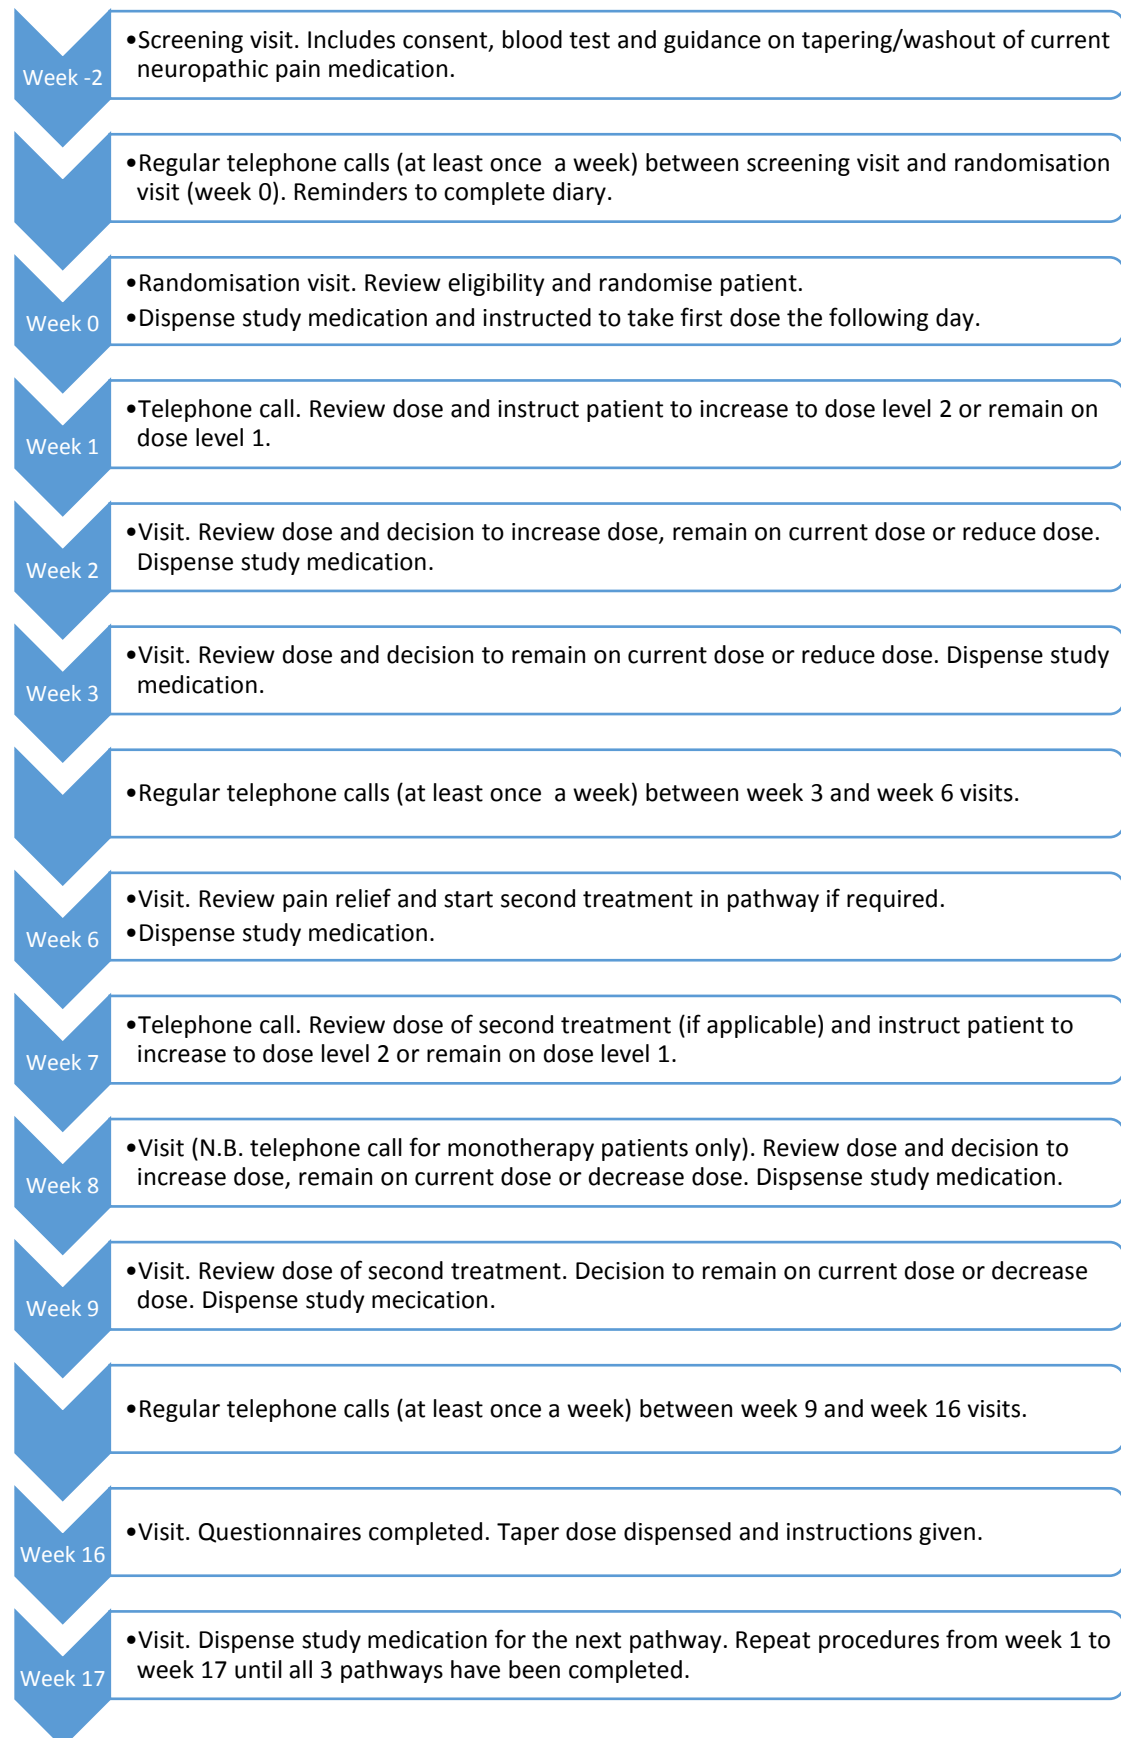 Week -2
•Screening visit. Includes consent, blood test and guidance on tapering/washout of current
neuropathic pain medication.
•Regular telephone calls (at least once  a week) between screening visit and randomisation
visit (week 0). Reminders to complete diary.
Week 0
•Randomisation visit. Review eligibility and randomise patient.
•Dispense study medication and instructed to take first dose the following day.
Week 1
•Telephone call. Review dose and instruct patient to increase to dose level 2 or remain on
dose level 1.
Week 2
•Visit. Review dose and decision to increase dose, remain on current dose or reduce dose.
Dispense study medication.
Week 3
•Visit. Review dose and decision to remain on current dose or reduce dose. Dispense study
medication.
•Regular telephone calls (at least once  a week) between week 3 and week 6 visits.
Week 6
•Visit. Review pain relief and start second treatment in pathway if required.
•Dispense study medication.
Week 7
•Telephone call. Review dose of second treatment (if applicable) and instruct patient to
increase to dose level 2 or remain on dose level 1.
Week 8
•Visit (N.B. telephone call for monotherapy patients only). Review dose and decision to
increase dose, remain on current dose or decrease dose. Dispsense study medication.
Week 9
•Visit. Review dose of second treatment. Decision to remain on current dose or decrease
dose. Dispense study mecication.
•Regular telephone calls (at least once a week) between week 9 and week 16 visits.
Week 16
•Visit. Questionnaires completed. Taper dose dispensed and instructions given.
Week 17
•Visit. Dispense study medication for the next pathway. Repeat procedures from week 1 to
week 17 until all 3 pathways have been completed.